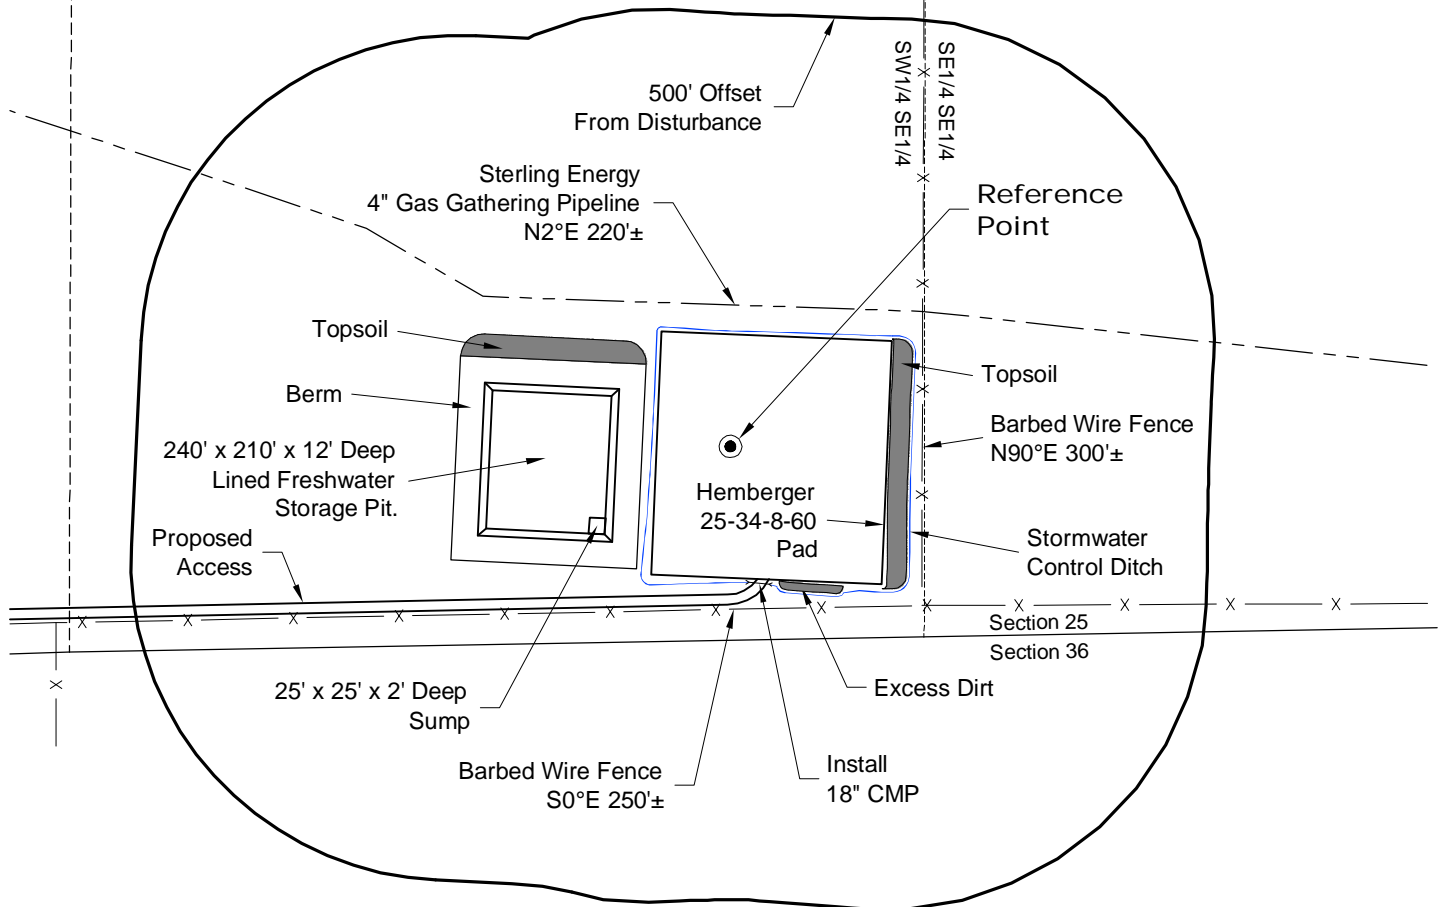 500' Offset
From Disturbance
SW1/4 SE1/4
SE1/4 SE1/4
Sterling Energy
4" Gas Gathering Pipeline
N2°E 220'±
Reference
Point
Topsoil
Topsoil
Berm
Barbed Wire Fence
N90°E 300'±
240' x 210' x 12' Deep
Lined Freshwater
Storage Pit.
Hemberger
25-34-8-60
Pad
Proposed
Access
Stormwater
Control Ditch
Section 25
Section 36
25' x 25' x 2' Deep
Sump
Excess Dirt
Barbed Wire Fence
S0°E 250'±
Install
18" CMP